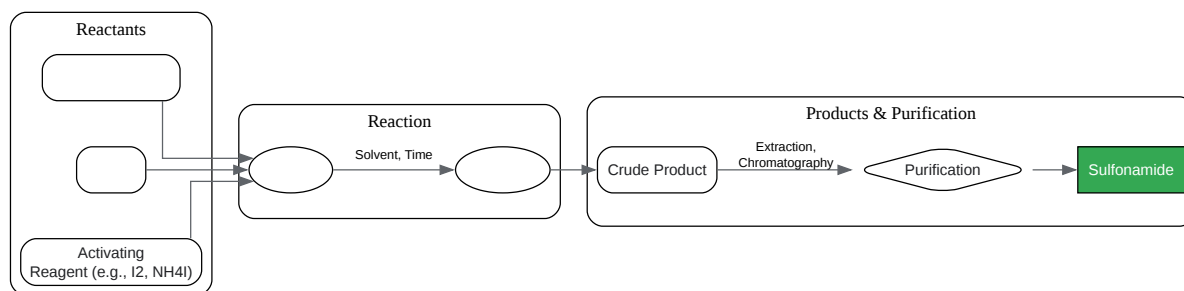 Reactants
Activating
Reagent (e.g., I2, NH4I)
Reaction
Solvent, Time
Products & Purification
Crude Product
Extraction,
Chromatography
Purification
Sulfonamide